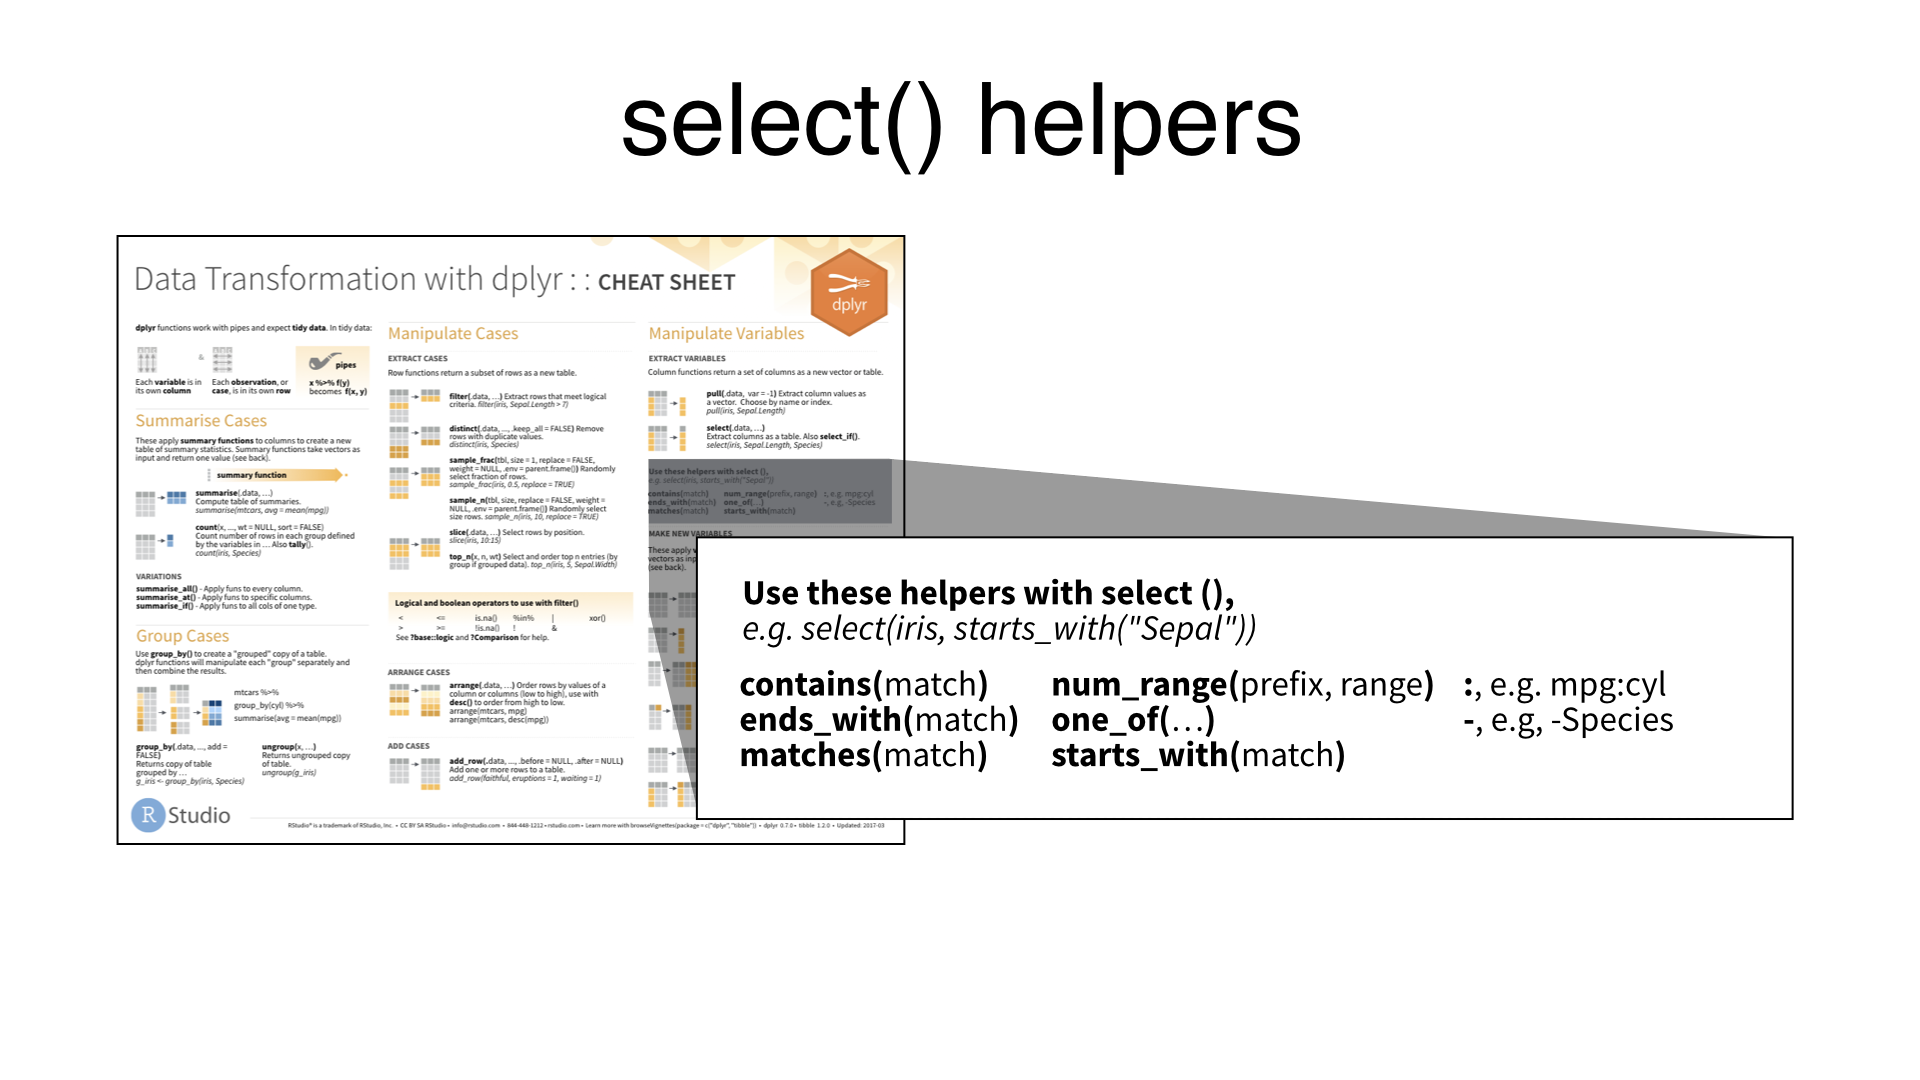 select() helpers
Data Transformation with dplyr : : CHEAT SHEET
dplyr
dplyr functions work with pipes and expect tidy data. In tidy data:
&
pipes
Each variable is in
its own column
Each observation, or
case, is in its own row
x %>% f(y)
becomes f(x, y)
Summarise Cases
These apply summary functions to columns to create a new
table of summary statistics. Summary functions take vectors as
input and return one value (see back).
summary function
summarise(.data, …)
Compute table of summaries.
summarise(mtcars, avg = mean(mpg))
count(x, ..., wt = NULL, sort = FALSE)
Count number of rows in each group defined
by the variables in … Also tally().
count(iris, Species)
VARIATIONS
summarise_all() - Apply funs to every column.
summarise_at() - Apply funs to specific columns.
summarise_if() - Apply funs to all cols of one type.
Group Cases
Use group_by() to create a "grouped" copy of a table.
dplyr functions will manipulate each "group" separately and
then combine the results.
mtcars %>%
group_by(cyl) %>%
summarise(avg = mean(mpg))
group_by(.data, ..., add =
FALSE)
Returns copy of table
grouped by …
g_iris <- group_by(iris, Species)
ungroup(x, …)
Returns ungrouped copy
of table.
ungroup(g_iris)
Manipulate Cases
EXTRACT CASES
Row functions return a subset of rows as a new table.
filter(.data, …) Extract rows that meet logical
criteria. filter(iris, Sepal.Length > 7)
distinct(.data, ..., .keep_all = FALSE) Remove
rows with duplicate values.
distinct(iris, Species)
sample_frac(tbl, size = 1, replace = FALSE,
weight = NULL, .env = parent.frame()) Randomly
select fraction of rows.
sample_frac(iris, 0.5, replace = TRUE)
sample_n(tbl, size, replace = FALSE, weight =
NULL, .env = parent.frame()) Randomly select
size rows. sample_n(iris, 10, replace = TRUE)
slice(.data, …) Select rows by position.
slice(iris, 10:15)
top_n(x, n, wt) Select and order top n entries (by
group if grouped data). top_n(iris, 5, Sepal.Width)
Logical and boolean operators to use with filter()
< <= is.na() %in% | xor()
> >= !is.na() ! &
See ?base::logic and ?Comparison for help.
ARRANGE CASES
arrange(.data, …) Order rows by values of a
column or columns (low to high), use with
desc() to order from high to low.
arrange(mtcars, mpg)
arrange(mtcars, desc(mpg))
ADD CASES
add_row(.data, ..., .before = NULL, .after = NULL)
Add one or more rows to a table.
add_row(faithful, eruptions = 1, waiting = 1)
Manipulate Variables
EXTRACT VARIABLES
Column functions return a set of columns as a new vector or table.
pull(.data, var = -1) Extract column values as
a vector. Choose by name or index.
pull(iris, Sepal.Length)
select(.data, …)
Extract columns as a table. Also select_if().
select(iris, Sepal.Length, Species)
Use these helpers with select (),
e.g. select(iris, starts_with("Sepal"))
contains(match) num_range(prefix, range) :, e.g. mpg:cyl
ends_with(match) one_of(…) -, e.g, -Species
matches(match) starts_with(match)
MAKE NEW VARIABLES
These apply
vectors as inp
(see back).
Use these helpers with select (),
e.g. select(iris, starts_with("Sepal"))
contains(match) num_range(prefix, range) :, e.g. mpg:cyl
ends_with(match) one_of(…) -, e.g, -Species
matches(match) starts_with(match)
R Studio
RStudio® is a trademark of RStudio, Inc. • CC BY SA RStudio • info@rstudio.com • 844-448-1212 • rstudio.com • Learn more with browseVignettes(package = c("dplyr", "tibble")) • dplyr 0.7.0 • tibble 1.2.0 • Updated: 2017-03